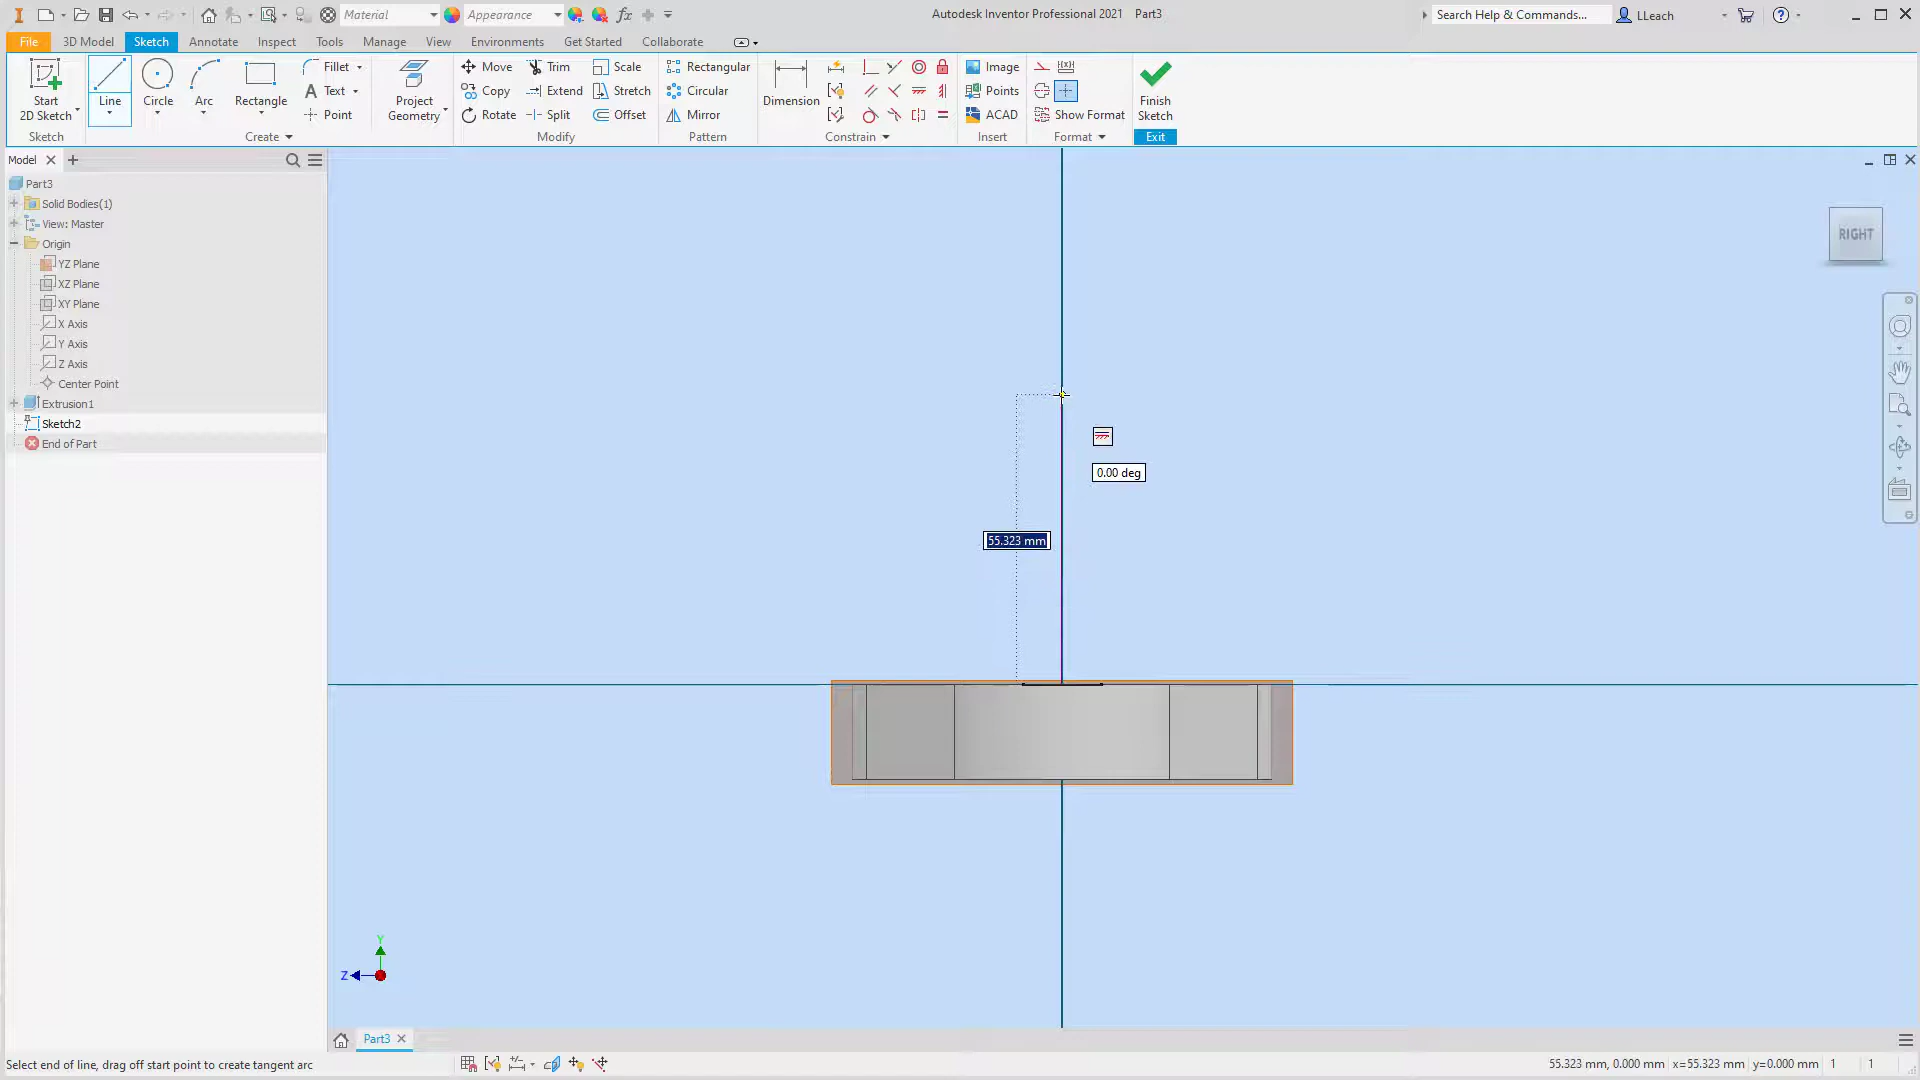 Material
Appearance
fx
Autodesk Inventor Professional 2021 Part3
Search Help & Commands...
LLeach
File
3D Model
Sketch
Annotate
Inspect
Tools
Manage
View
Environments
Get Started
Collaborate
Start
2D Sketch
Line
Circle
Arc
Rectangle
Fillet
Text
Point
Project
Geometry
Move
Copy
Rotate
Trim
Extend
Split
Scale
Stretch
Offset
Rectangular
Circular
Mirror
Dimension
Image
Points
ACAD
Show Format
Finish
Sketch
Sketch
Create
Modify
Pattern
Constrain
Insert
Format
Exit
Model
Part3
Solid Bodies(1)
View: Master
Origin
YZ Plane
XZ Plane
XY Plane
X Axis
Y Axis
Z Axis
Center Point
Extrusion1
Sketch2
End of Part
RIGHT
0.00 deg
55.323 mm
Y
Z
Part3
Select end of line, drag off start point to create tangent arc
55.323 mm, 0.000 mm x=55.323 mm y=0.000 mm 1 1